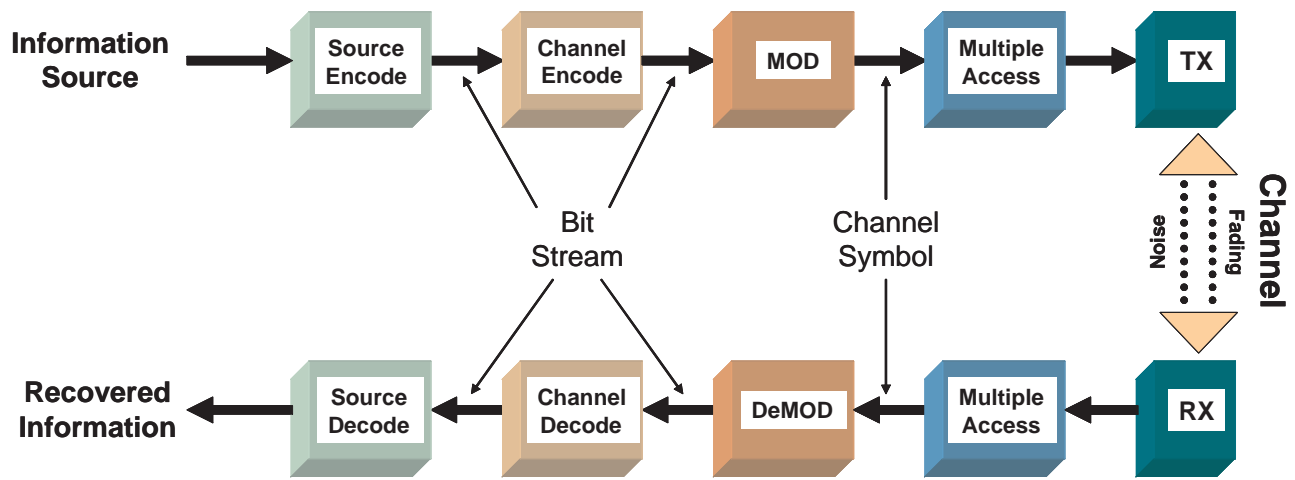 Information
Source
Source
Encode
Channel
Encode
MOD
Multiple
Access
TX
Bit
Stream
Channel
Symbol
Noise
Fading
Channel
Recovered
Information
Source
Decode
Channel
Decode
DeMOD
Multiple
Access
RX